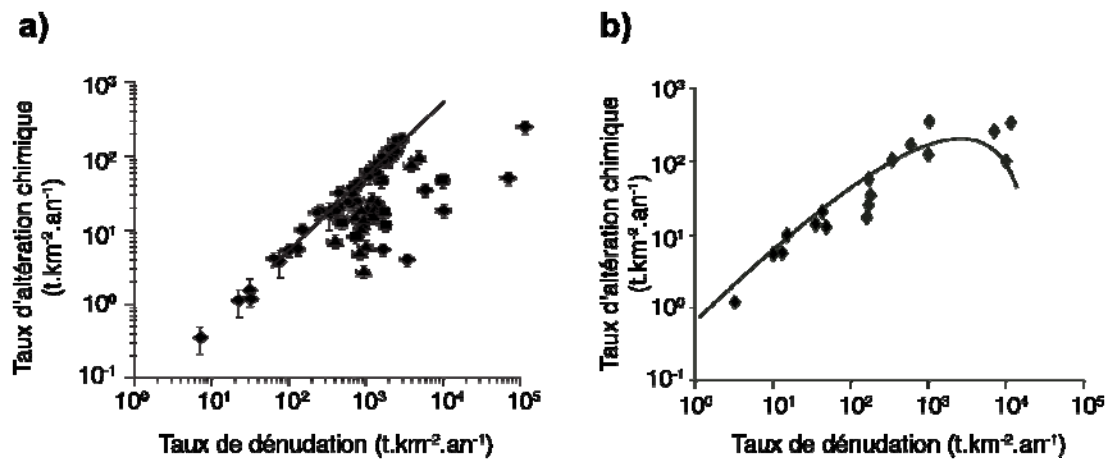 a)
Taux d'altération chimique
(t.km⁻².an⁻¹)
10³
10²
10¹
10⁰
10⁻¹
10⁰
10¹
10²
10³
10⁴
10⁵
Taux de dénudation (t.km⁻².an⁻¹)
b)
Taux d'altération chimique
(t.km⁻².an⁻¹)
10³
10²
10¹
10⁰
10⁻¹
10⁰
10¹
10²
10³
10⁴
10⁵
Taux de dénudation (t.km⁻².an⁻¹)